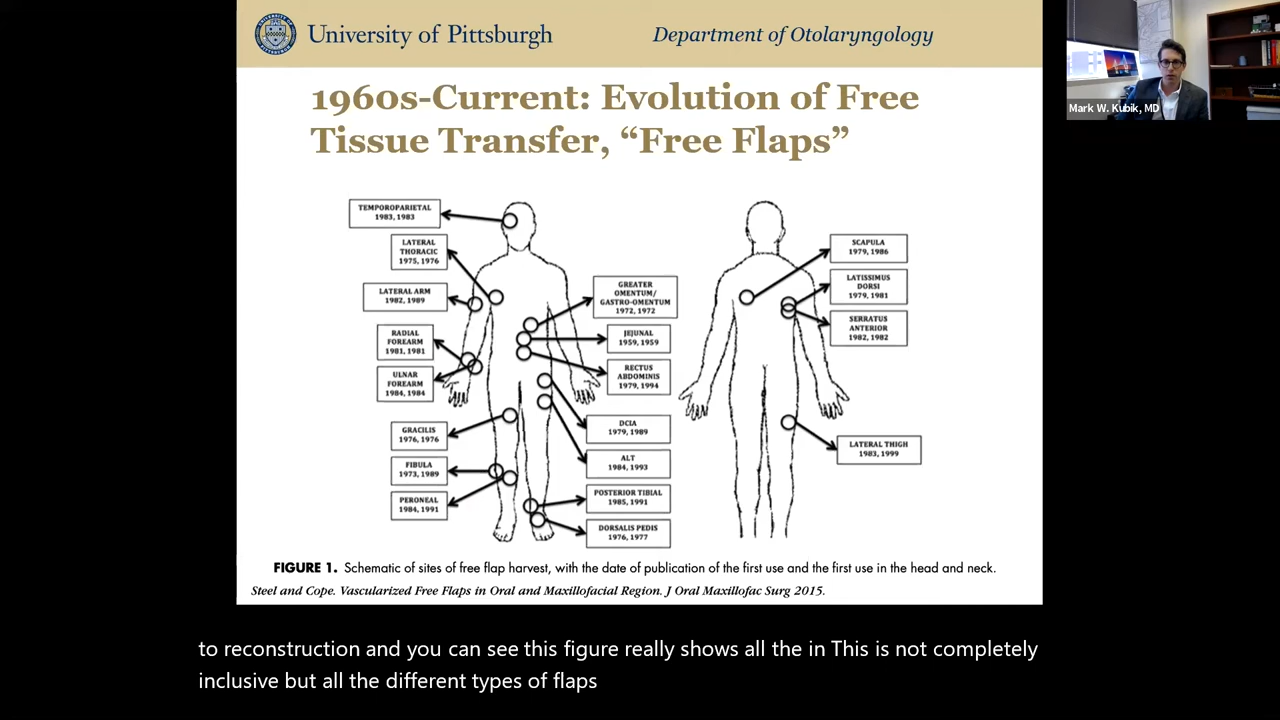 University of Pittsburgh
Department of Otolaryngology
Mark W. Kubik, MD
1960s-Current: Evolution of Free
Tissue Transfer, “Free Flaps”
TEMPOROPARIETAL
1983, 1983
LATERAL
THORACIC
1975, 1976
LATERAL ARM
1982, 1989
RADIAL
FOREARM
1981, 1981
ULNAR
FOREARM
1984, 1984
GRACILIS
1976, 1976
FIBULA
1973, 1989
PERONEAL
1984, 1991
GREATER
OMENTUM/
GASTRO-OMENTUM
1972, 1972
JEJUNAL
1959, 1959
RECTUS
ABDOMINIS
1979, 1994
DCIA
1979, 1989
ALT
1984, 1993
POSTERIOR TIBIAL
1985, 1991
DORSALIS PEDIS
1976, 1977
SCAPULA
1979, 1986
LATISSIMUS
DORSI
1979, 1981
SERRATUS
ANTERIOR
1982, 1982
LATERAL THIGH
1983, 1999
FIGURE 1. Schematic of sites of free flap harvest, with the date of publication of the first use and the first use in the head and neck.
Steel and Cope. Vascularized Free Flaps in Oral and Maxillofacial Region. J Oral Maxillofac Surg 2015.
to reconstruction and you can see this figure really shows all the in This is not completely
inclusive but all the different types of flaps